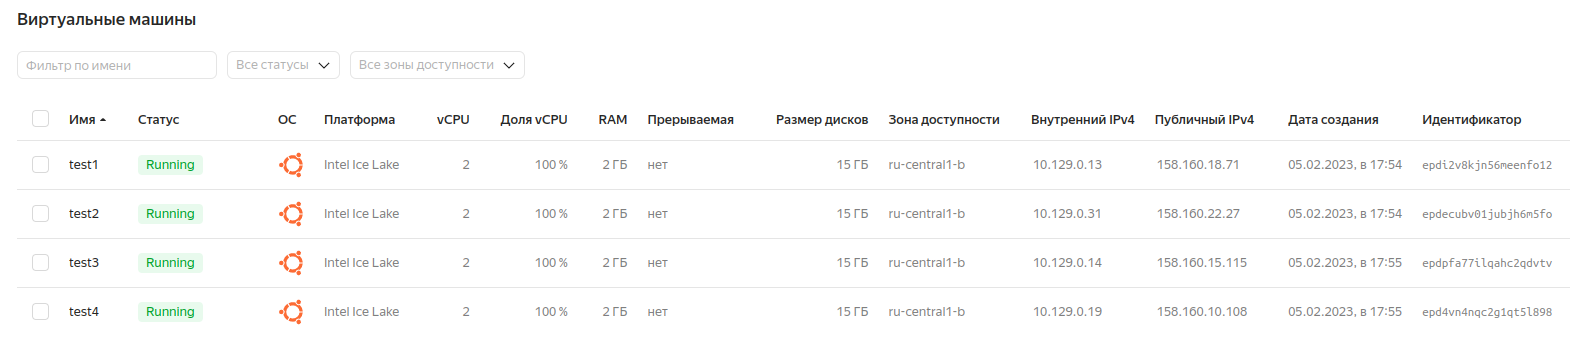 Виртуальные машины
Фильтр по имени Все статусы Все зоны доступности
Имя Статус ОС Платформа vCPU Доля vCPU RAM Прерываемая Размер дисков Зона доступности Внутренний IPv4 Публичный IPv4 Дата создания Идентификатор
test1 Running Intel Ice Lake 2 100 % 2 ГБ нет 15 ГБ ru-central1-b 10.129.0.13 158.160.18.71 05.02.2023, в 17:54 epdi2v8kjn56meenfo12
test2 Running Intel Ice Lake 2 100 % 2 ГБ нет 15 ГБ ru-central1-b 10.129.0.31 158.160.22.27 05.02.2023, в 17:54 epdecubv01jubjh6m5fo
test3 Running Intel Ice Lake 2 100 % 2 ГБ нет 15 ГБ ru-central1-b 10.129.0.14 158.160.15.115 05.02.2023, в 17:55 epdpfa77ilqahc2qdvtv
test4 Running Intel Ice Lake 2 100 % 2 ГБ нет 15 ГБ ru-central1-b 10.129.0.19 158.160.10.108 05.02.2023, в 17:55 epd4vn4nqc2g1qt5l898